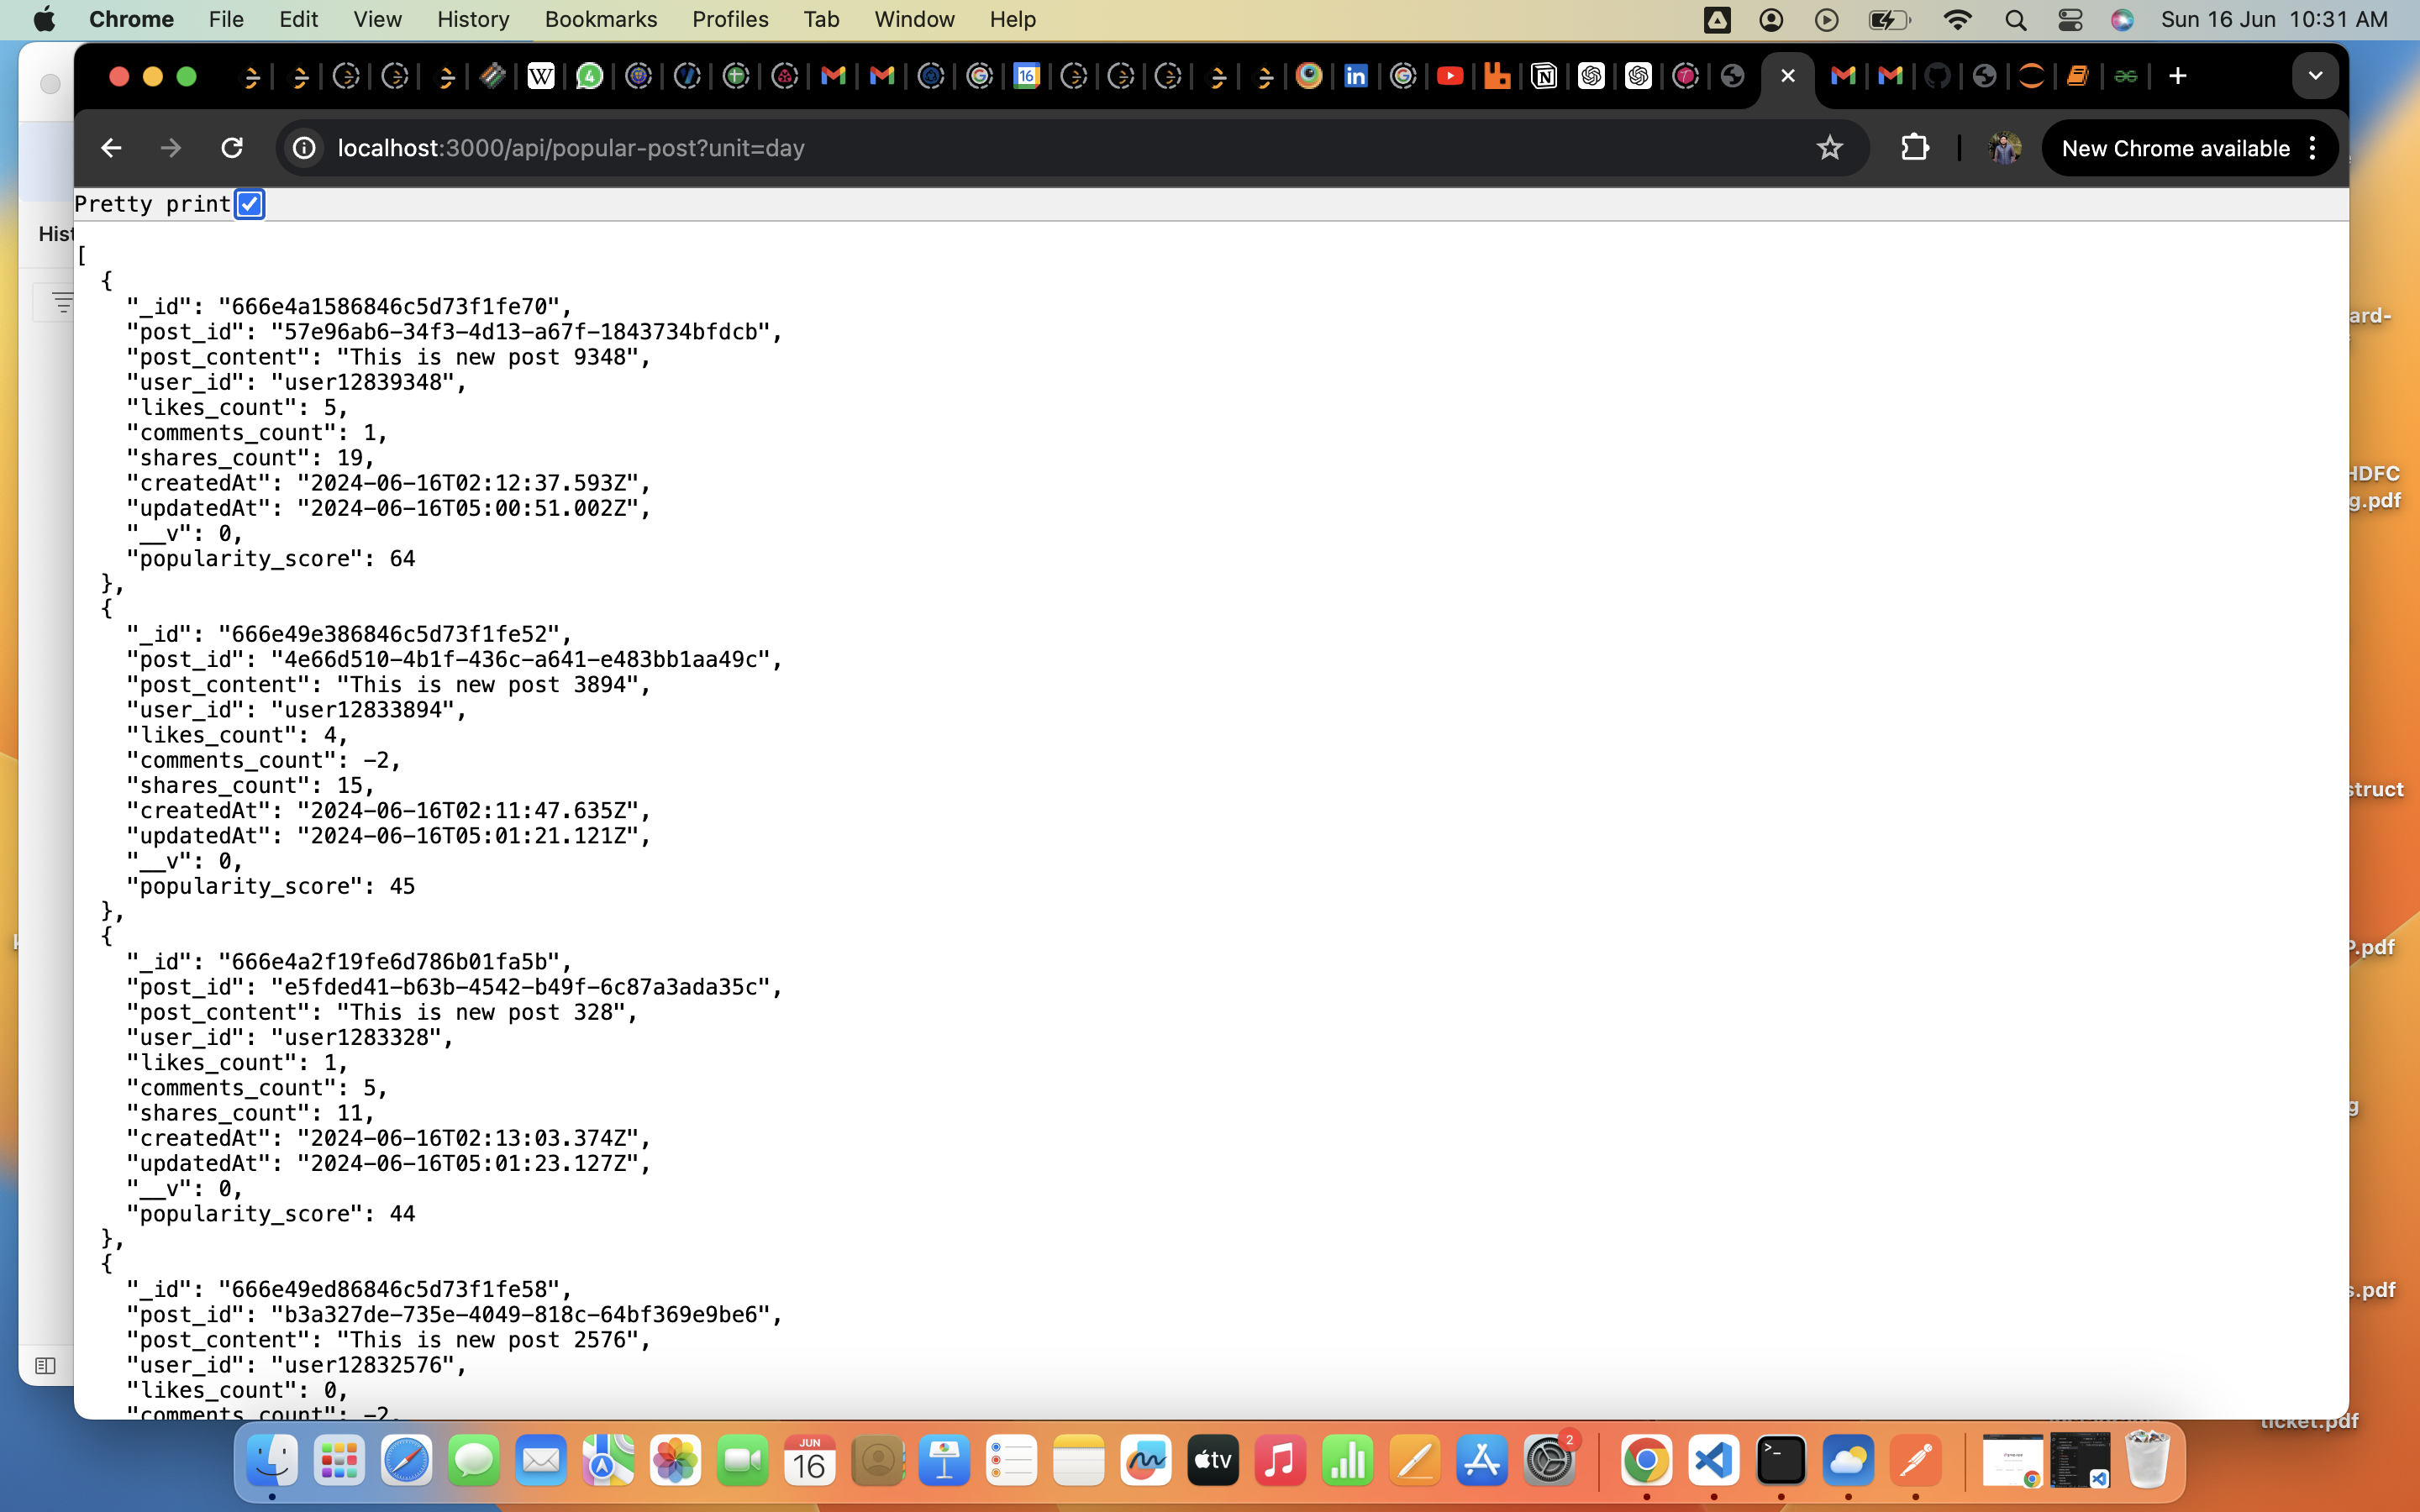 Chrome File Edit View History Bookmarks Profiles Tab Window Help Sun 16 Jun 10:31 AM
W 4 16 in N
localhost:3000/api/popular-post?unit=day New Chrome available
Pretty print
Hist
[
{
"_id": "666e4a1586846c5d73f1fe70",
"post_id": "57e96ab6-34f3-4d13-a67f-1843734bfdcb",
"post_content": "This is new post 9348",
"user_id": "user12839348",
"likes_count": 5,
"comments_count": 1,
"shares_count": 19,
"createdAt": "2024-06-16T02:12:37.593Z",
"updatedAt": "2024-06-16T05:00:51.002Z",
"__v": 0,
"popularity_score": 64
},
{
"_id": "666e49e386846c5d73f1fe52",
"post_id": "4e66d510-4b1f-436c-a641-e483bb1aa49c",
"post_content": "This is new post 3894",
"user_id": "user12833894",
"likes_count": 4,
"comments_count": -2,
"shares_count": 15,
"createdAt": "2024-06-16T02:11:47.635Z",
"updatedAt": "2024-06-16T05:01:21.121Z",
"__v": 0,
"popularity_score": 45
},
{
"_id": "666e4a2f19fe6d786b01fa5b",
"post_id": "e5fded41-b63b-4542-b49f-6c87a3ada35c",
"post_content": "This is new post 328",
"user_id": "user1283328",
"likes_count": 1,
"comments_count": 5,
"shares_count": 11,
"createdAt": "2024-06-16T02:13:03.374Z",
"updatedAt": "2024-06-16T05:01:23.127Z",
"__v": 0,
"popularity_score": 44
},
{
"_id": "666e49ed86846c5d73f1fe58",
"post_id": "b3a327de-735e-4049-818c-64bf369e9be6",
"post_content": "This is new post 2576",
"user_id": "user12832576",
"likes_count": 0,
"comments_count": -2,
ard-
HDFC
g.pdf
struct
P.pdf
g
s.pdf
ticket.pdf
JUN
16
tv
2